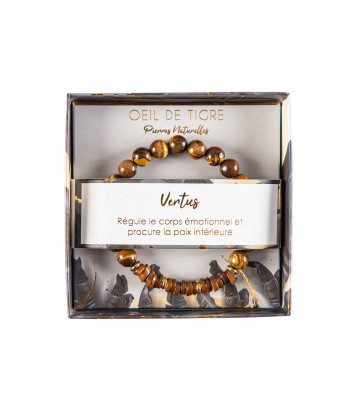 OEIL DE TIGRE
Pierres Naturelles
Vertus
Régule le corps émotionnel et
procure la paix intérieure